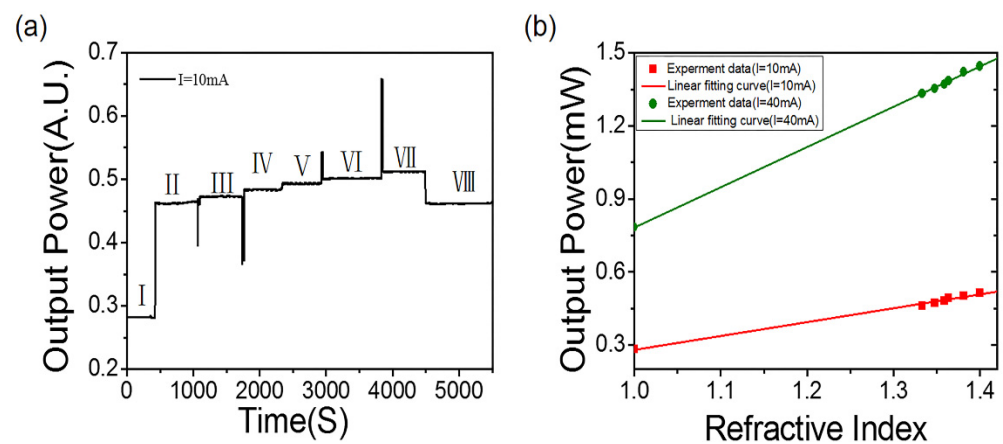 (a)
0.7
0.6
0.5
0.4
0.3
0.2
Output Power(A.U.)
I=10mA
I
II
III
IV
V
VI
VII
VIII
0 1000 2000 3000 4000 5000
Time(S)
(b)
1.5
1.2
0.9
0.6
0.3
Output Power(mW)
Experment data(I=10mA)
Linear fitting curve(I=10mA)
Experment data(I=40mA)
Linear fitting curve(I=40mA)
1.0 1.1 1.2 1.3 1.4
Refractive Index